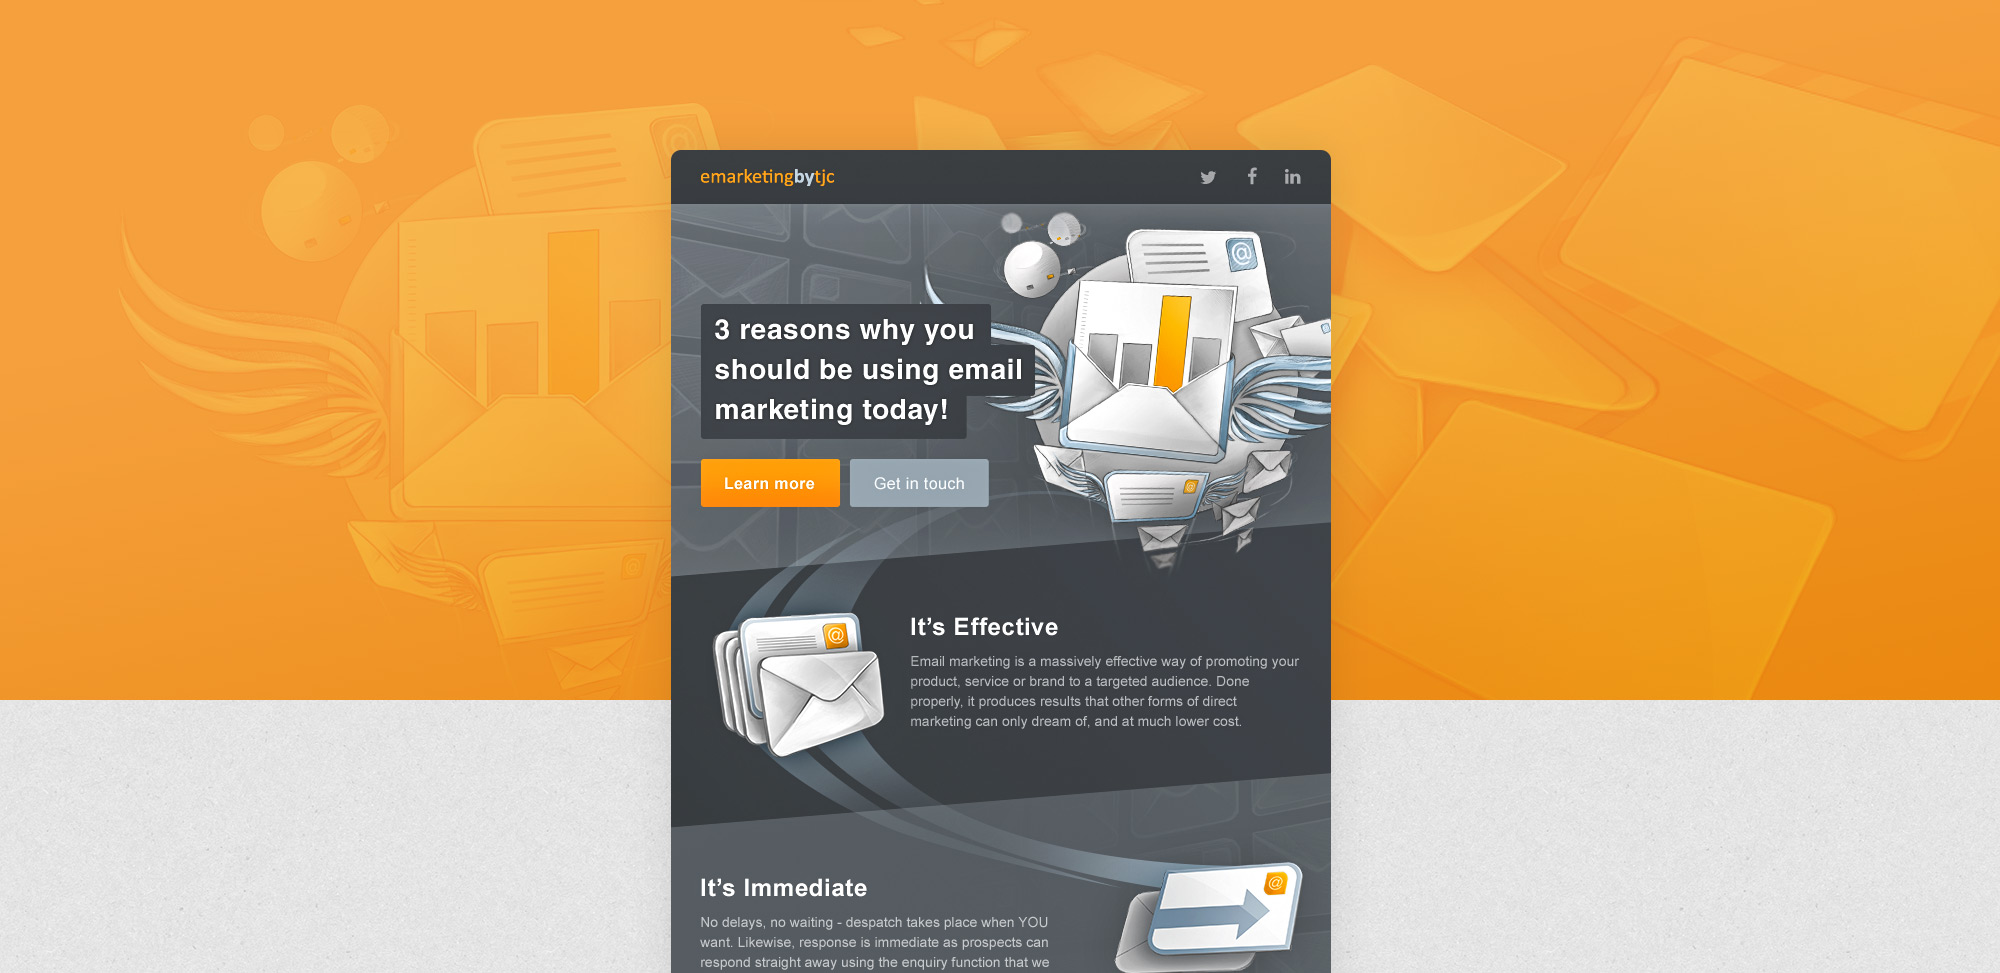 emarketingbytjc
3 reasons why you
should be using email
marketing today!
Learn more
Get in touch
It’s Effective
Email marketing is a massively effective way of promoting your
product, service or brand to a targeted audience. Done
properly, it produces results that other forms of direct
marketing can only dream of, and at much lower cost.
It’s Immediate
No delays, no waiting - despatch takes place when YOU
want. Likewise, response is immediate as prospects can
respond straight away using the enquiry function that we